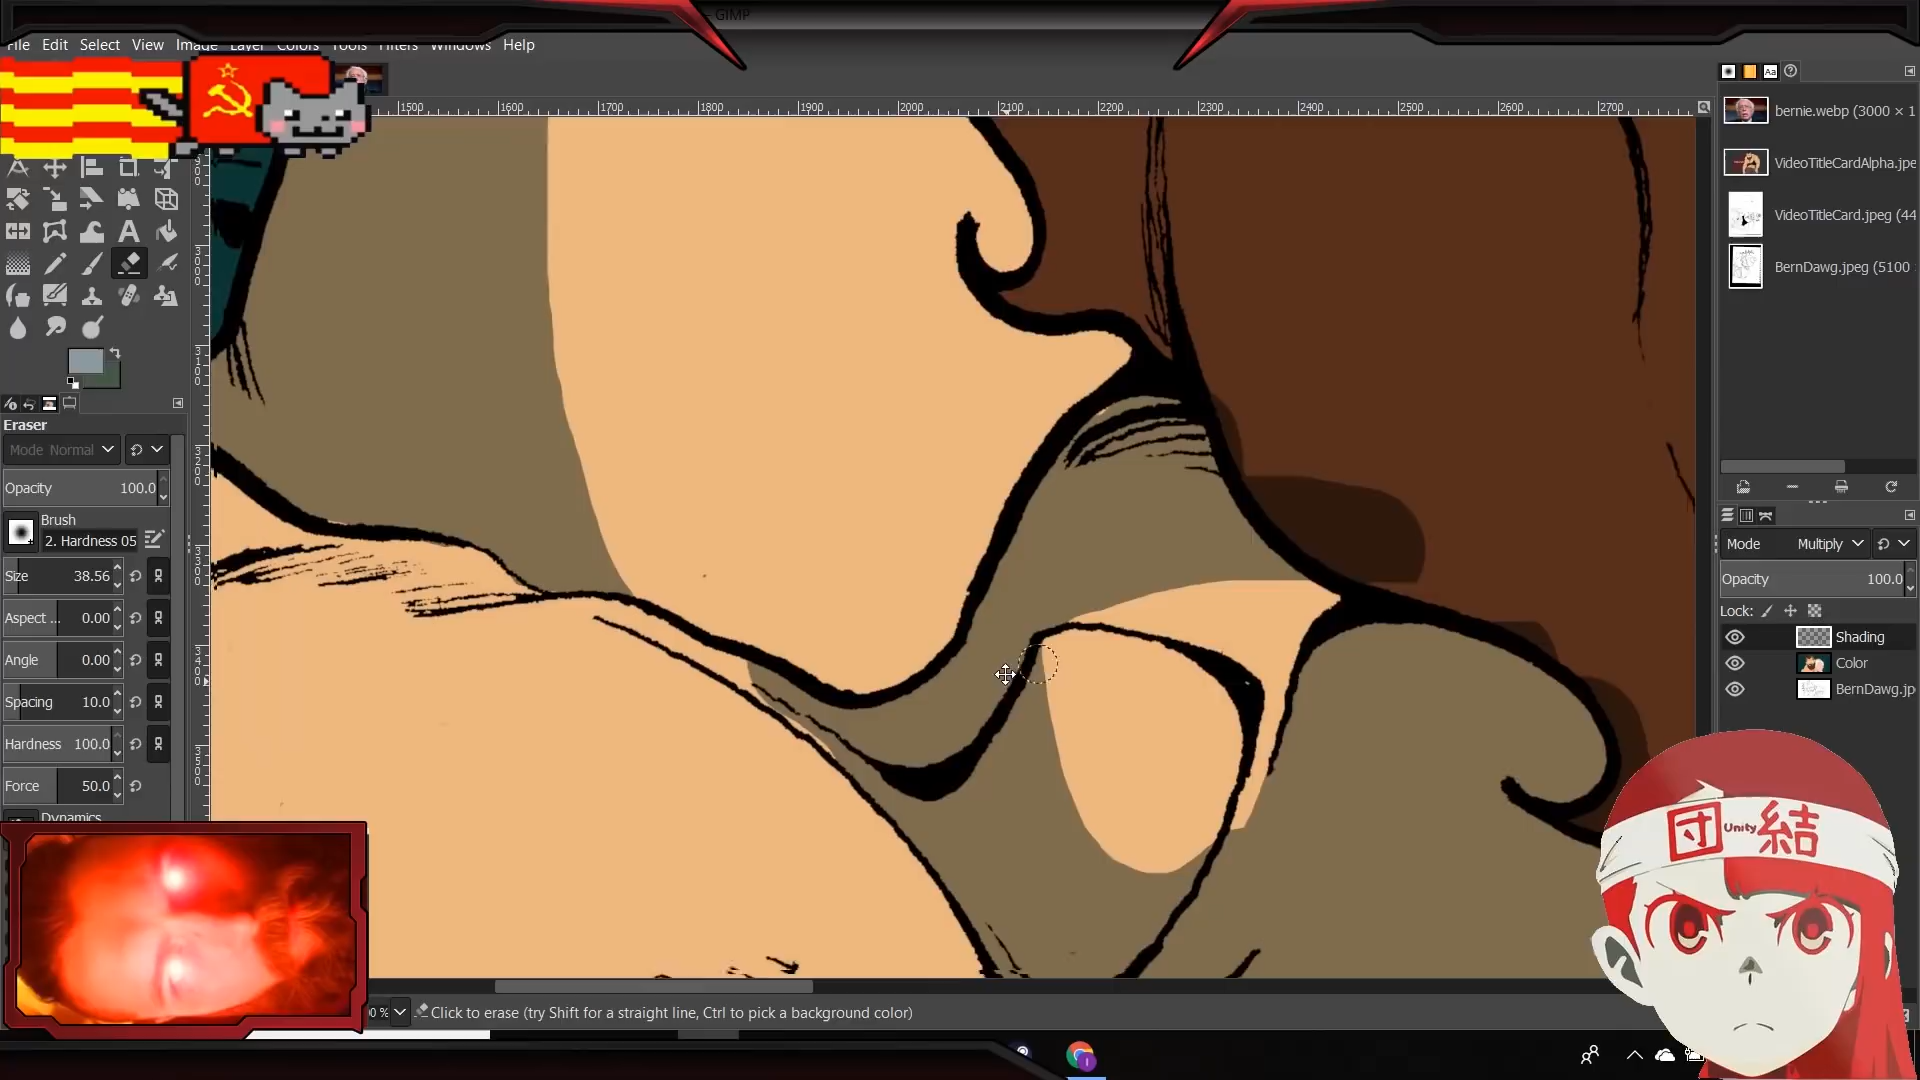 - GIMP
File Edit Select View Image Layer Colors Tools Filters Windows Help
1500 1600 1700 1800 1900 2000 2100 2200 2300 2400 2500 2600 2700
bernie.webp (3000 × 1
VideoTitleCardAlpha.jpe
VideoTitleCard.jpeg (44
BernDawg.jpeg (5100
Eraser
Mode Normal
Opacity 100.0
Brush
2. Hardness 05
Size 38.56
Aspect ... 0.00
Angle 0.00
Spacing 10.0
Hardness 100.0
Force 50.0
Dynamics
Mode Multiply
Opacity 100.0
Lock:
Shading
Color
BernDawg.jp
団 Unity 結
Click to erase (try Shift for a straight line, Ctrl to pick a background color)